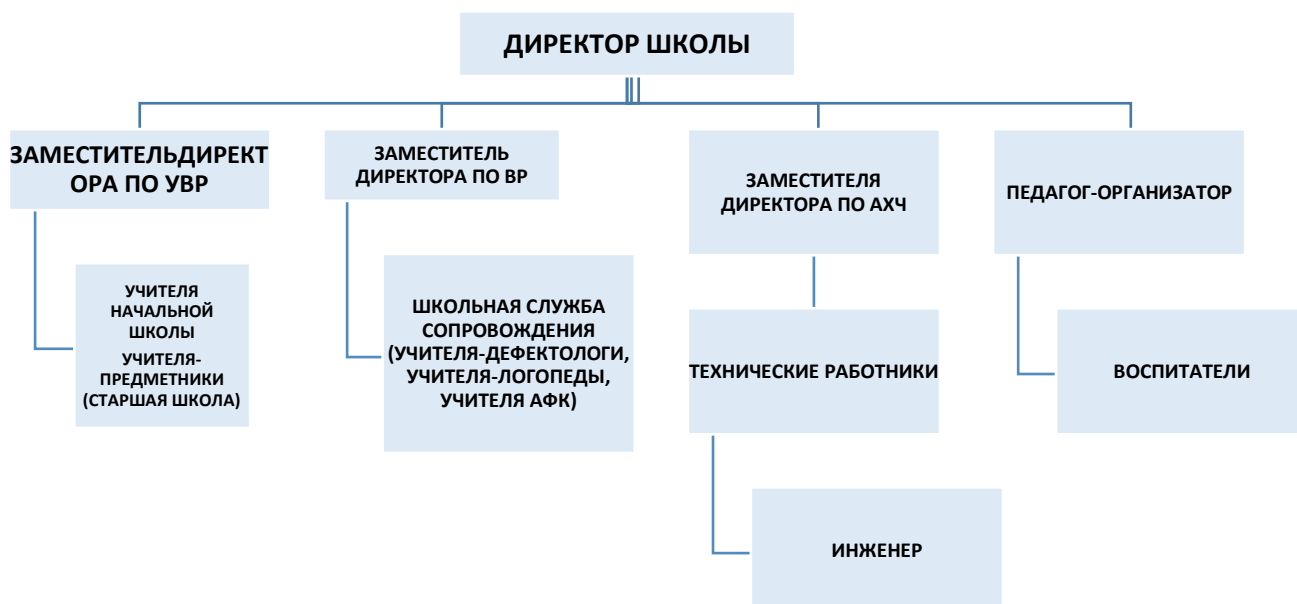 ДИРЕКТОР ШКОЛЫ
ЗАМЕСТИТЕЛЬДИРЕКТ
ОРА ПО УВР
ЗАМЕСТИТЕЛЬ
ДИРЕКТОРА ПО ВР
ЗАМЕСТИТЕЛЯ
ДИРЕКТОРА ПО АХЧ
ПЕДАГОГ-ОРГАНИЗАТОР
УЧИТЕЛЯ
НАЧАЛЬНОЙ
ШКОЛЫ
УЧИТЕЛЯ-
ПРЕДМЕТНИКИ
(СТАРШАЯ ШКОЛА)
ШКОЛЬНАЯ СЛУЖБА
СОПРОВОЖДЕНИЯ
(УЧИТЕЛЯ-ДЕФЕКТОЛОГИ,
УЧИТЕЛЯ-ЛОГОПЕДЫ,
УЧИТЕЛЯ АФК)
ТЕХНИЧЕСКИЕ РАБОТНИКИ
ВОСПИТАТЕЛИ
ИНЖЕНЕР